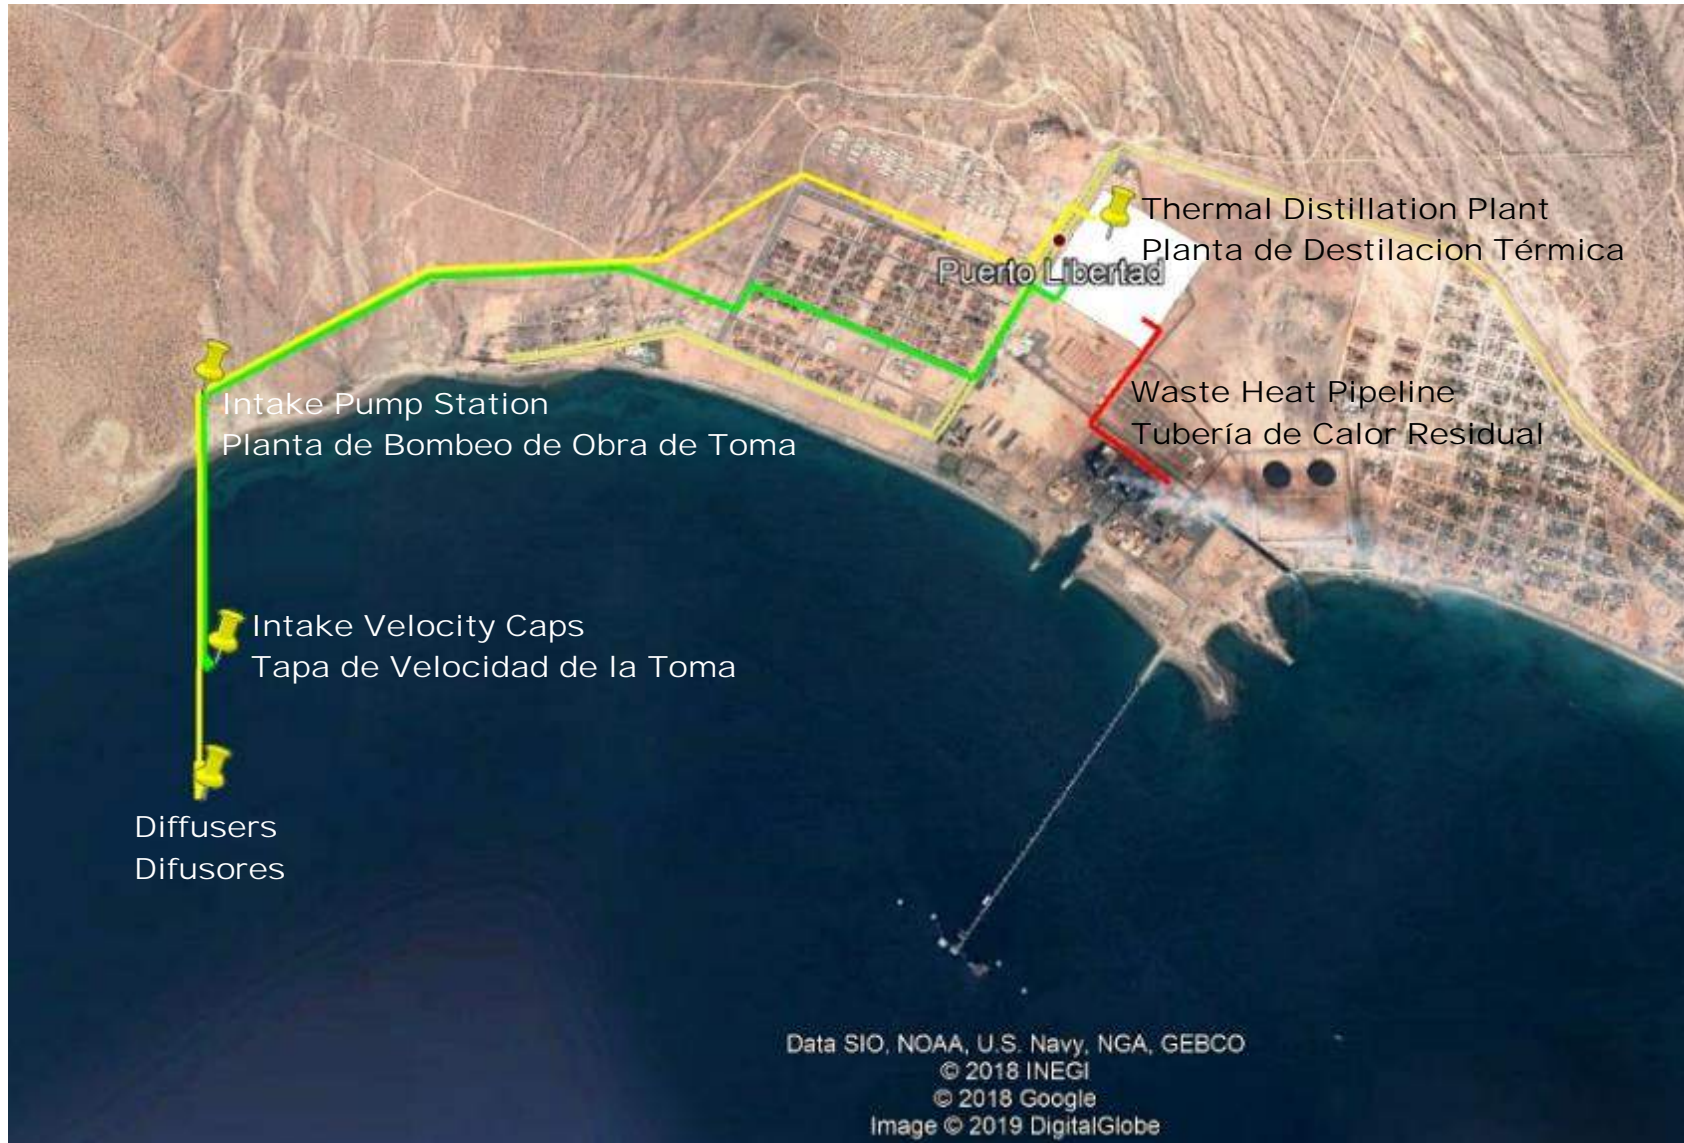 Thermal Distillation Plant
Planta de Destilacion Térmica
Puerto Libertad
Waste Heat Pipeline
Tubería de Calor Residual
Intake Pump Station
Planta de Bombeo de Obra de Toma
Intake Velocity Caps
Tapa de Velocidad de la Toma
Diffusers
Difusores
Data SIO, NOAA, U.S. Navy, NGA, GEBCO
© 2018 INEGI
© 2018 Google
Image © 2019 DigitalGlobe